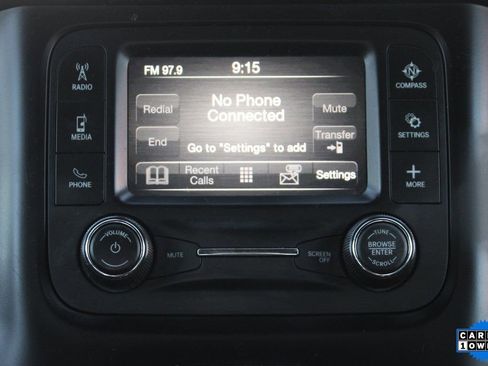 FM 97.9 9:15
RADIO
COMPASS
No Phone
Connected
Redial
Mute
MEDIA
SETTINGS
End
Transfer
Go to "Settings" to add
PHONE
Recent
Calls
Settings
MORE
VOLUME
MUTE
SCREEN
OFF
TUNE
BROWSE
ENTER
SCROLL
1